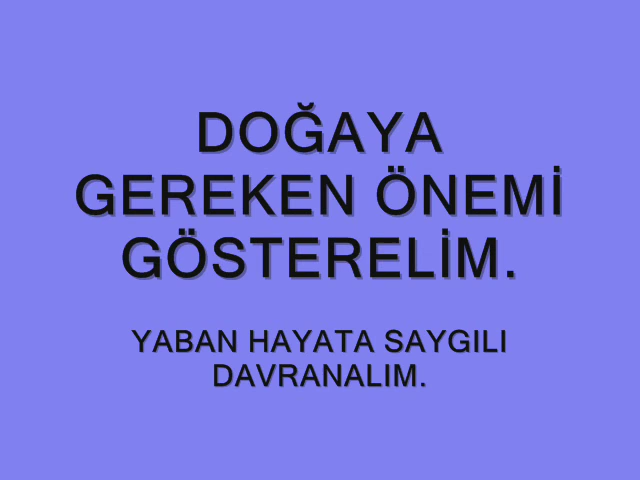 DOĞAYA
GEREKEN ÖNEMİ
GÖSTERELİM.
YABAN HAYATA SAYGILI
DAVRANALIM.